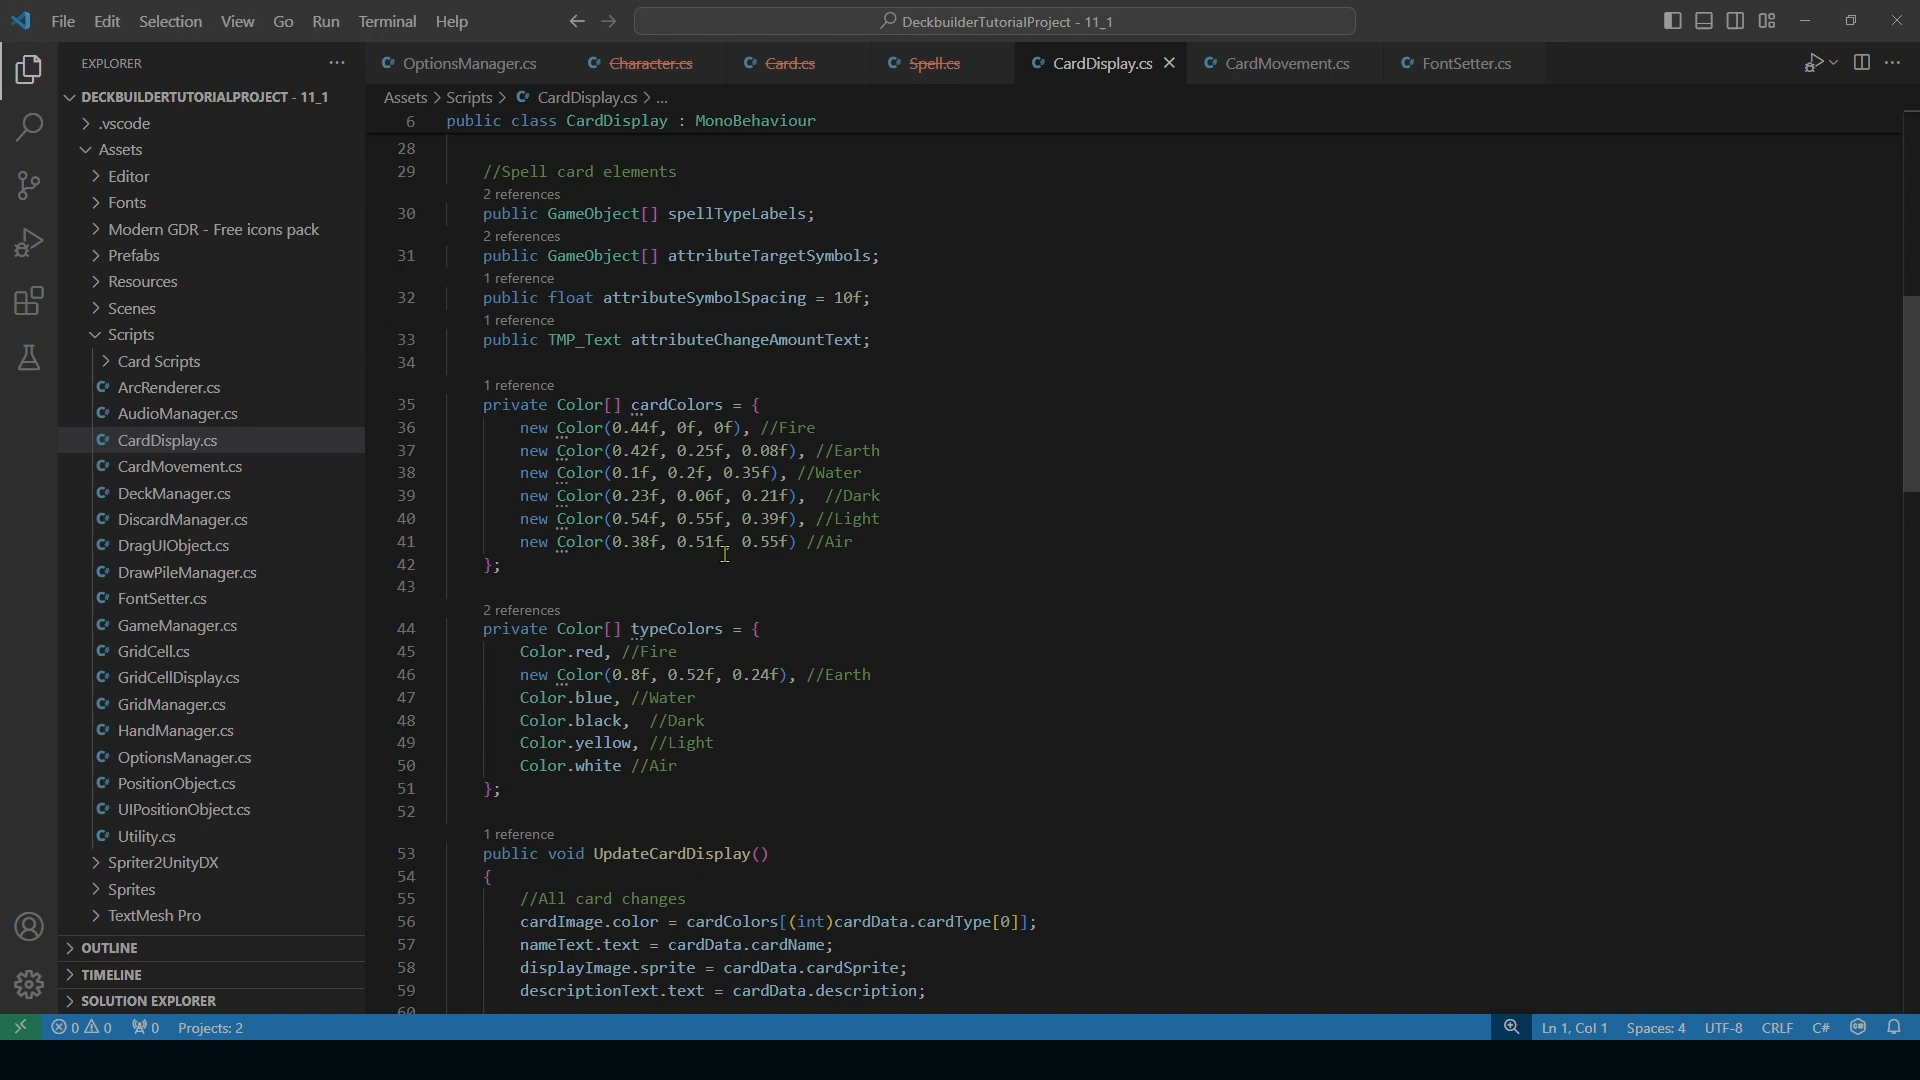 File Edit Selection View Go Run Terminal Help
DeckbuilderTutorialProject - 11_1
EXPLORER
DECKBUILDERTUTORIALPROJECT - 11_1
.vscode
Assets
Editor
Fonts
Modern GDR - Free icons pack
Prefabs
Resources
Scenes
Scripts
Card Scripts
ArcRenderer.cs
AudioManager.cs
CardDisplay.cs
CardMovement.cs
DeckManager.cs
DiscardManager.cs
DragUIObject.cs
DrawPileManager.cs
FontSetter.cs
GameManager.cs
GridCell.cs
GridCellDisplay.cs
GridManager.cs
HandManager.cs
OptionsManager.cs
PositionObject.cs
UIPositionObject.cs
Utility.cs
Spriter2UnityDX
Sprites
TextMesh Pro
OUTLINE
TIMELINE
SOLUTION EXPLORER
OptionsManager.cs Character.cs Card.cs Spell.cs CardDisplay.cs CardMovement.cs FontSetter.cs
Assets > Scripts > CardDisplay.cs > ...
6 public class CardDisplay : MonoBehaviour
28
29 //Spell card elements
2 references
30 public GameObject[] spellTypeLabels;
2 references
31 public GameObject[] attributeTargetSymbols;
1 reference
32 public float attributeSymbolSpacing = 10f;
1 reference
33 public TMP_Text attributeChangeAmountText;
34
1 reference
35 private Color[] cardColors = {
36 new Color(0.44f, 0f, 0f), //Fire
37 new Color(0.42f, 0.25f, 0.08f), //Earth
38 new Color(0.1f, 0.2f, 0.35f), //Water
39 new Color(0.23f, 0.06f, 0.21f), //Dark
40 new Color(0.54f, 0.55f, 0.39f), //Light
41 new Color(0.38f, 0.51f, 0.55f) //Air
42 };
43
2 references
44 private Color[] typeColors = {
45 Color.red, //Fire
46 new Color(0.8f, 0.52f, 0.24f), //Earth
47 Color.blue, //Water
48 Color.black, //Dark
49 Color.yellow, //Light
50 Color.white //Air
51 };
52
1 reference
53 public void UpdateCardDisplay()
54 {
55 //All card changes
56 cardImage.color = cardColors[(int)cardData.cardType[0]];
57 nameText.text = cardData.cardName;
58 displayImage.sprite = cardData.cardSprite;
59 descriptionText.text = cardData.description;
60
0 0 0 Projects: 2
Ln 1, Col 1 Spaces: 4 UTF-8 CRLF C#